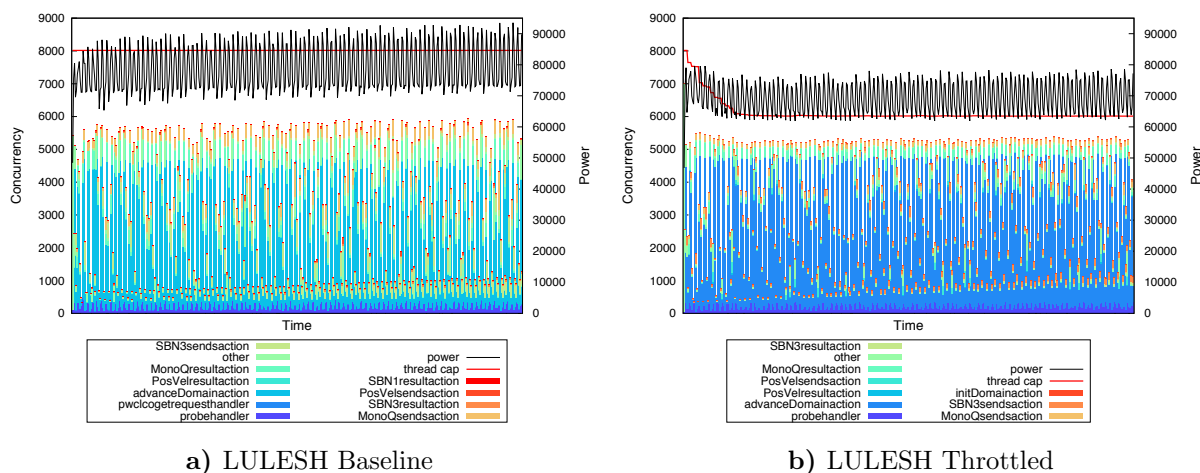 9000
8000
7000
6000
5000
4000
3000
2000
1000
0
Concurrency
90000
80000
70000
60000
50000
40000
30000
20000
10000
0
Power
Time
SBN3sendsaction
other
MonoQresultaction
PosVelresultaction
advanceDomainaction
pwclcogetrequesthandler
probehandler
power
thread cap
SBN1resultaction
PosVelsendsaction
SBN3resultaction
MonoQsendsaction
a) LULESH Baseline
9000
8000
7000
6000
5000
4000
3000
2000
1000
0
Concurrency
90000
80000
70000
60000
50000
40000
30000
20000
10000
0
Power
Time
SBN3resultaction
other
MonoQresultaction
PosVelsendsaction
PosVelresultaction
advanceDomainaction
probehandler
power
thread cap
initDomainaction
SBN3sendsaction
MonoQsendsaction
b) LULESH Throttled